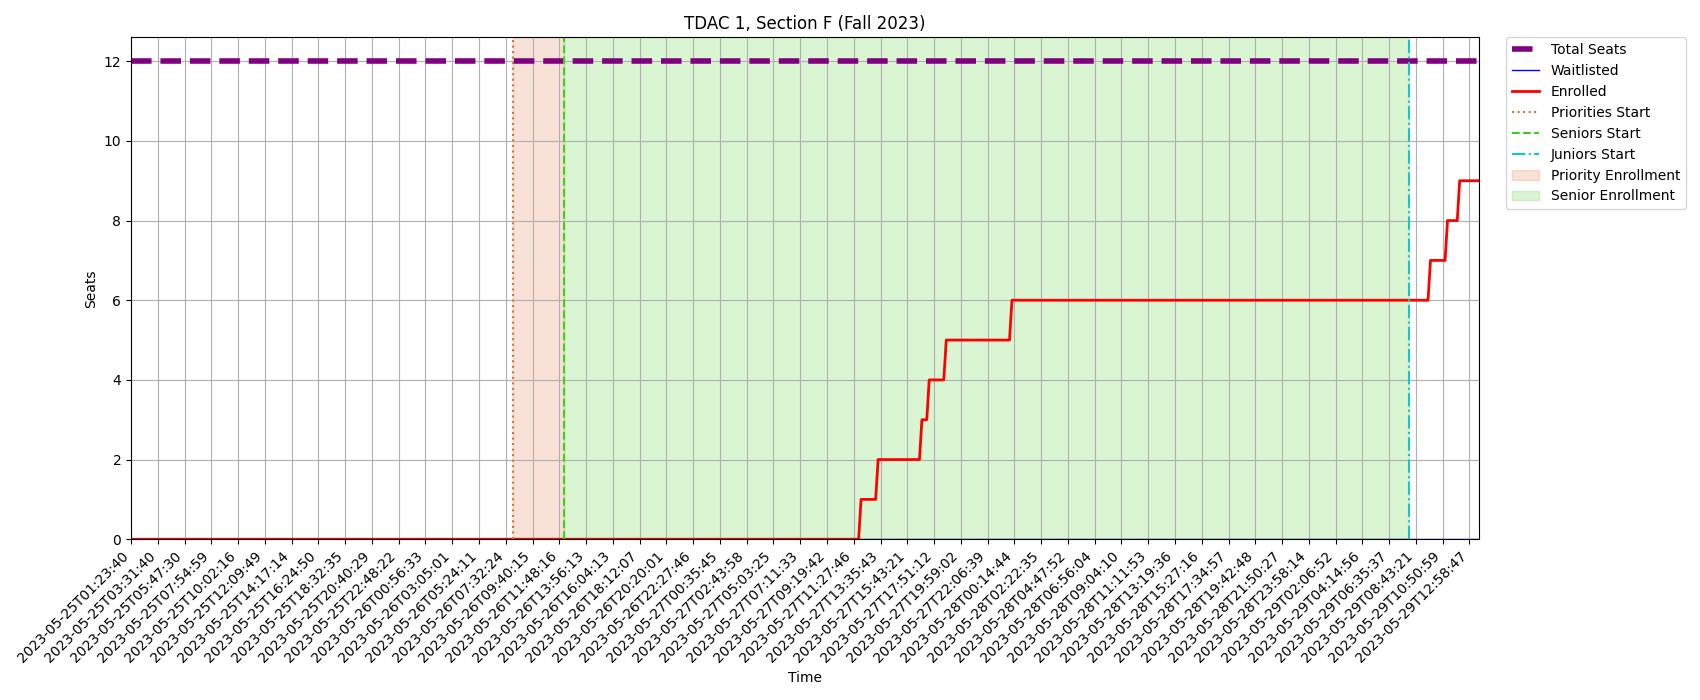 TDAC 1, Section F (Fall 2023)
Total Seats
Waitlisted
Enrolled
Priorities Start
Seniors Start
Juniors Start
Priority Enrollment
Senior Enrollment
Seats
12
10
8
6
4
2
0
2023-05-25T01:23:40
2023-05-25T03:31:40
2023-05-25T05:47:30
2023-05-25T07:54:59
2023-05-25T10:02:16
2023-05-25T12:09:49
2023-05-25T14:17:14
2023-05-25T16:24:50
2023-05-25T18:32:35
2023-05-25T20:40:29
2023-05-25T22:48:22
2023-05-26T00:56:33
2023-05-26T03:05:01
2023-05-26T05:24:11
2023-05-26T07:32:24
2023-05-26T09:40:15
2023-05-26T11:48:16
2023-05-26T13:56:13
2023-05-26T16:04:13
2023-05-26T18:12:07
2023-05-26T20:20:01
2023-05-26T22:27:46
2023-05-27T00:35:45
2023-05-27T02:43:58
2023-05-27T05:03:25
2023-05-27T07:11:33
2023-05-27T09:19:42
2023-05-27T11:27:46
2023-05-27T13:35:43
2023-05-27T15:43:21
2023-05-27T17:51:12
2023-05-27T19:59:02
2023-05-27T22:06:39
2023-05-28T00:14:44
2023-05-28T02:22:35
2023-05-28T04:47:52
2023-05-28T06:56:04
2023-05-28T09:04:10
2023-05-28T11:11:53
2023-05-28T13:19:36
2023-05-28T15:27:16
2023-05-28T17:34:57
2023-05-28T19:42:48
2023-05-28T21:50:27
2023-05-28T23:58:14
2023-05-29T02:06:52
2023-05-29T04:14:56
2023-05-29T06:35:37
2023-05-29T08:43:21
2023-05-29T10:50:59
2023-05-29T12:58:47
Time